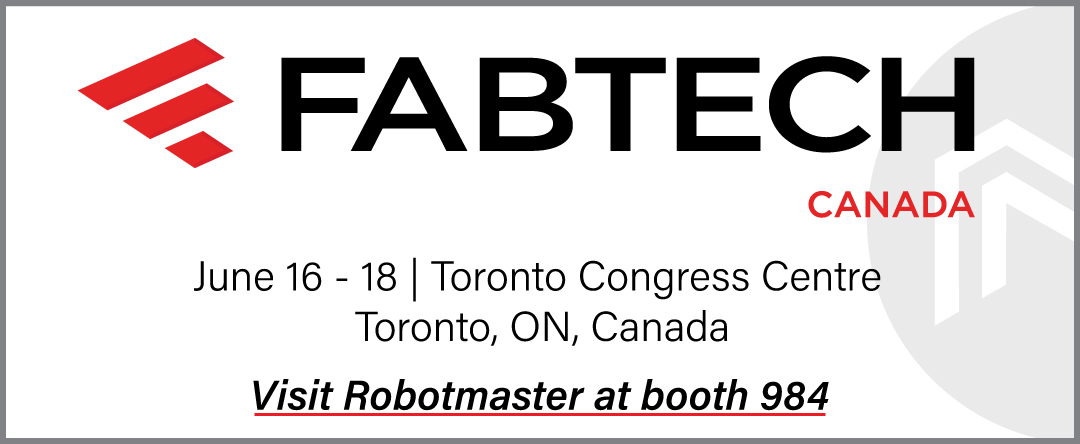 FABTECH
CANADA
June 16 - 18 | Toronto Congress Centre
Toronto, ON, Canada
Visit Robotmaster at booth 984